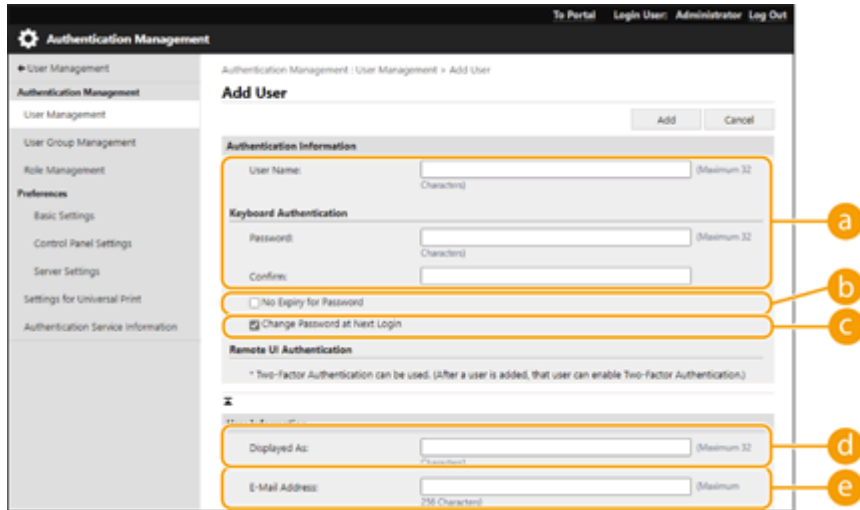 To Portal Login User: Administrator Log Out
Authentication Management
User Management
Authentication Management
User Management
User Group Management
Role Management
Preferences
Basic Settings
Control Panel Settings
Server Settings
Settings for Universal Print
Authentication Service Information
Authentication Management : User Management > Add User
Add User
Add Cancel
Authentication Information
User Name: (Maximum 32
Characters)
Keyboard Authentication
Password: (Maximum 32
Characters)
Confirm:
No Expiry for Password
Change Password at Next Login
Remote UI Authentication
* Two-Factor Authentication can be used. (After a user is added, that user can enable Two-Factor Authentication.)
Displayed As: (Maximum 32
Characters)
E-Mail Address: (Maximum
256 Characters)
a
b
c
d
e